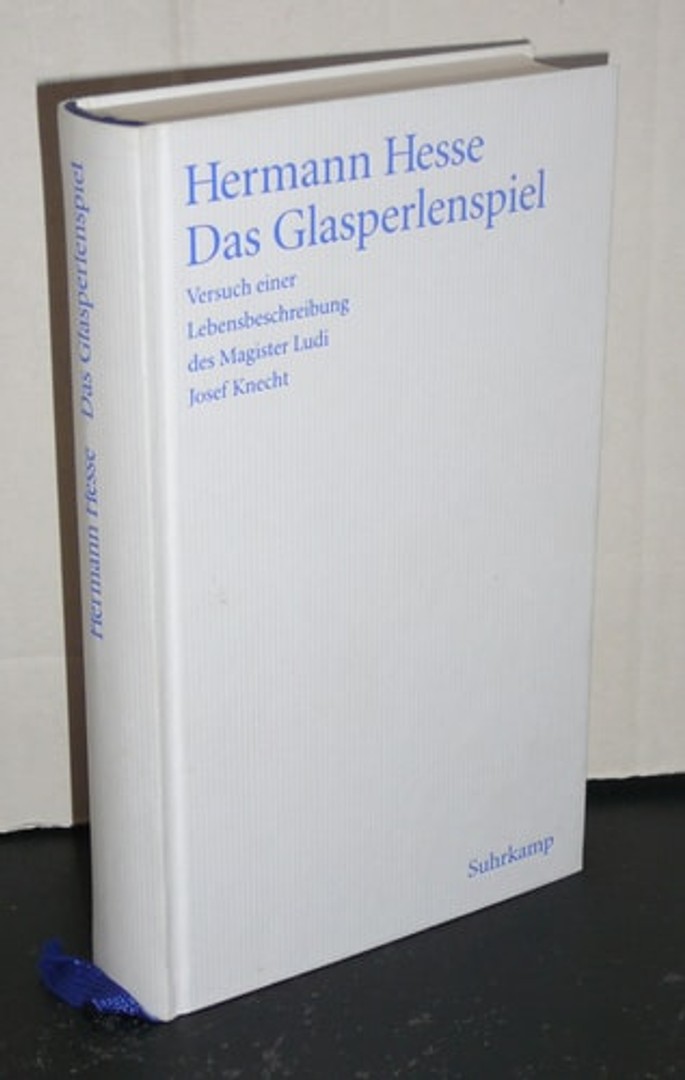 Hermann Hesse
Das Glasperlenspiel
Versuch einer
Lebensbeschreibung
des Magister Ludi
Josef Knecht
Suhrkamp
Hermann Hesse Das Glasperlenspiel